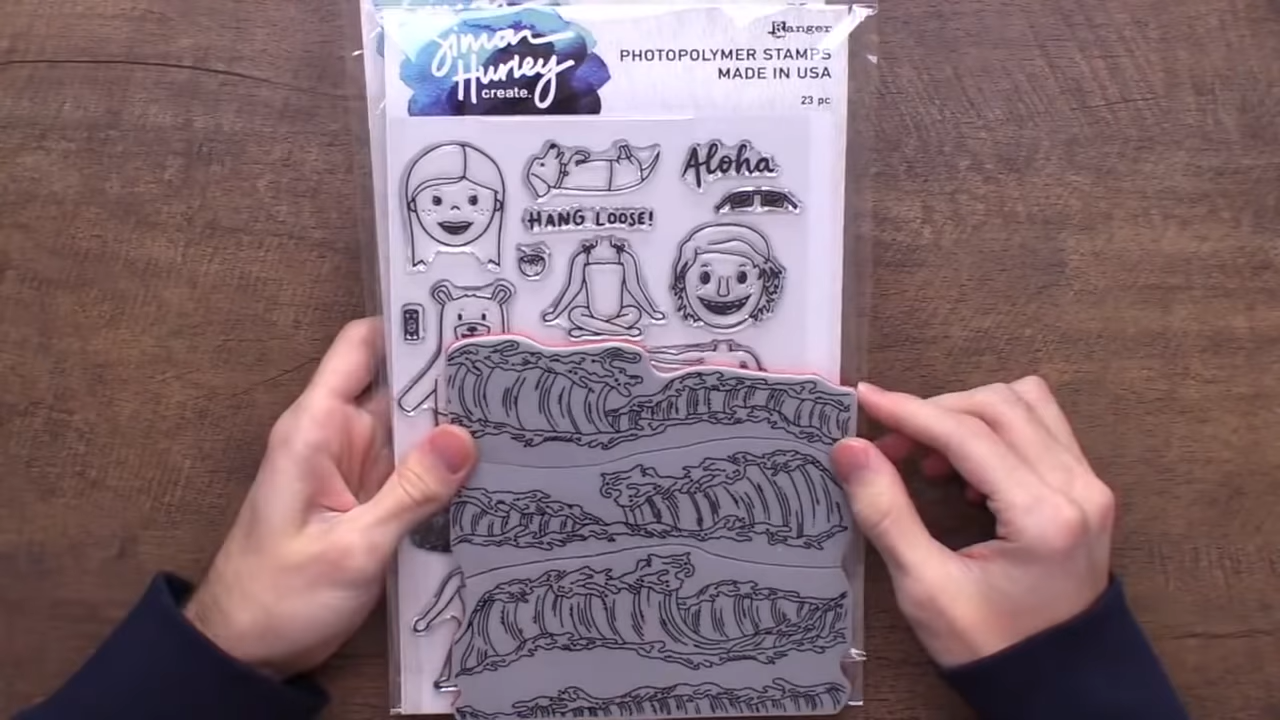 Ranger
Simon
Hurley
create.
PHOTOPOLYMER STAMPS
MADE IN USA
23 pc
Aloha
HANG LOOSE!